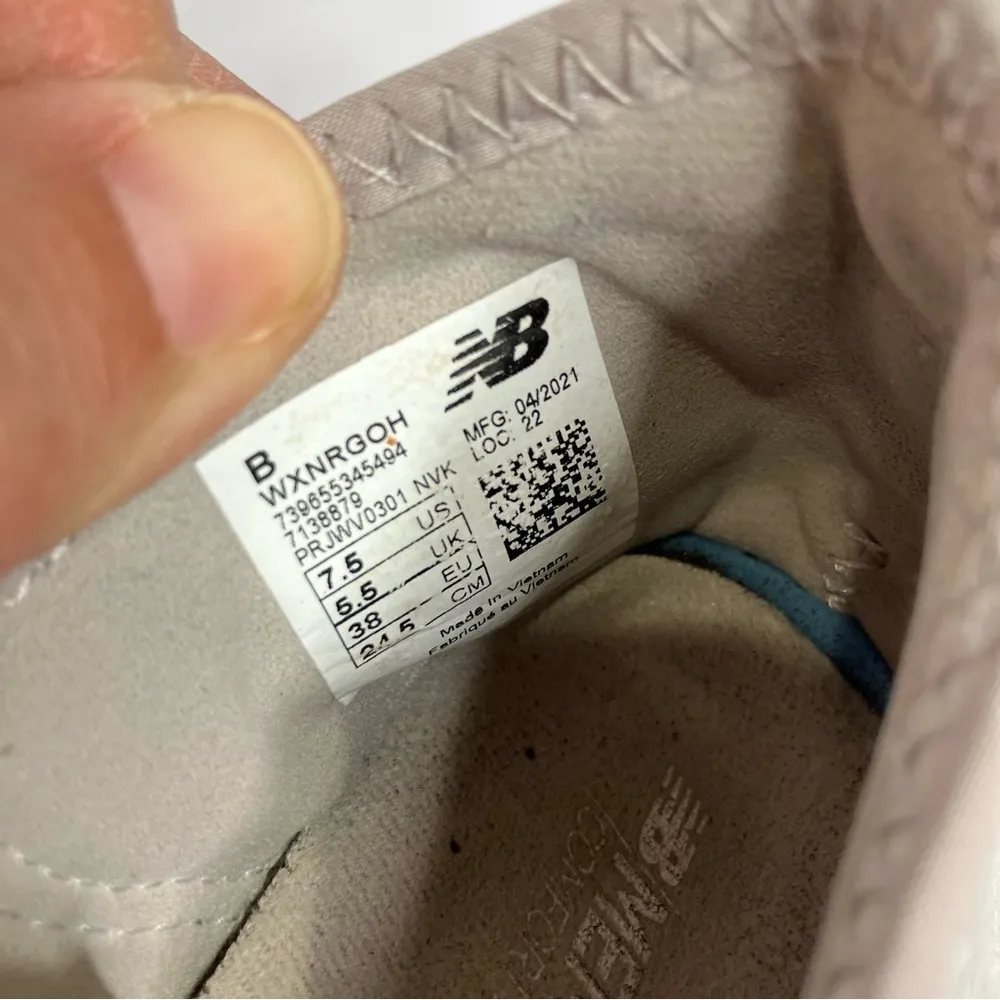 NB
B
WXNRGOH
739655345494
7138879
PRJWV0301 NVK
MFG: 04/2021
LOC: 22
7.5 US
5.5 UK
38 EU
24.5 CM
Made in Vietnam
Fabriqué au Vietnam